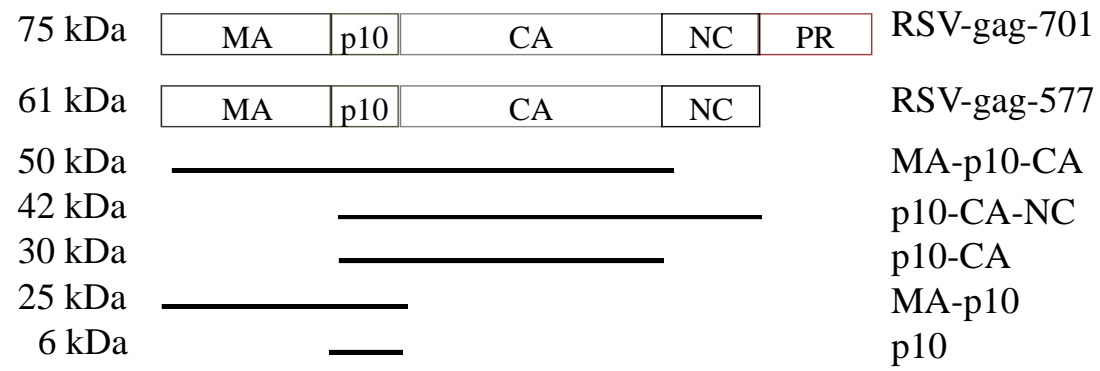 75 kDa MA p10 CA NC PR RSV-gag-701
61 kDa MA p10 CA NC RSV-gag-577
50 kDa MA-p10-CA
42 kDa p10-CA-NC
30 kDa p10-CA
25 kDa MA-p10
6 kDa p10